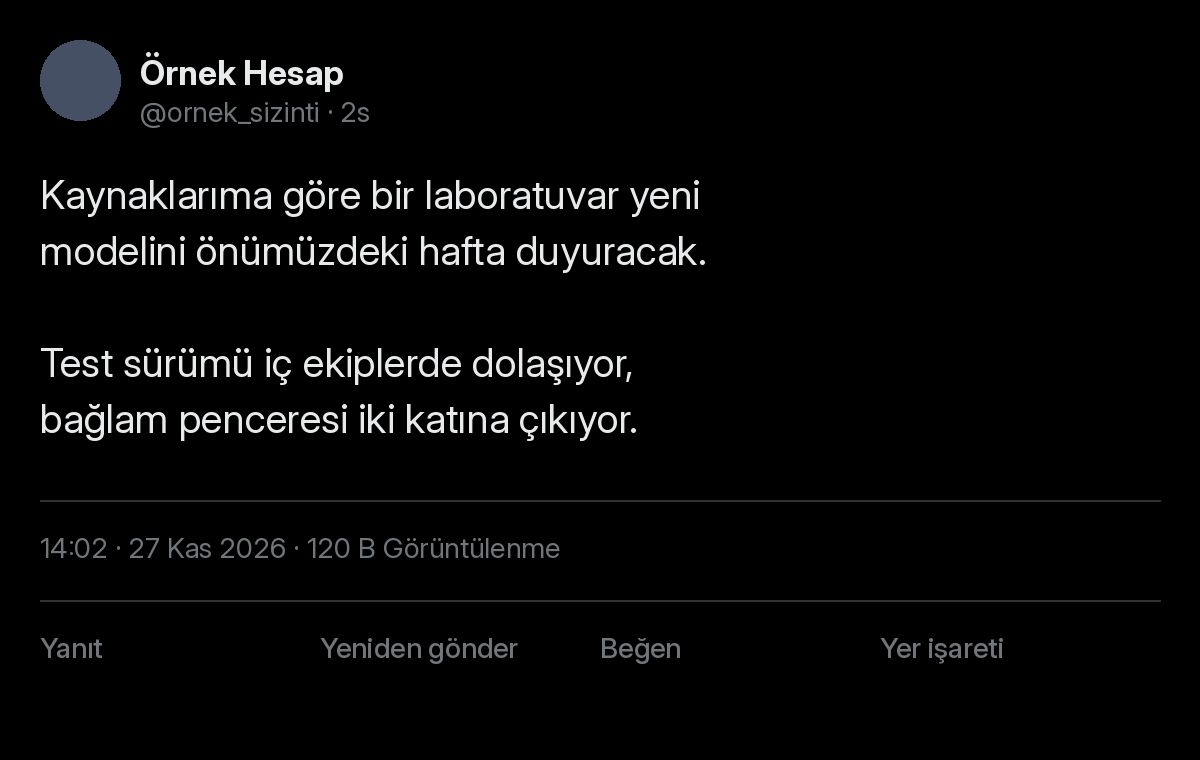 Örnek Hesap
@ornek_sizinti · 2s
Kaynaklarıma göre bir laboratuvar yeni
modelini önümüzdeki hafta duyuracak.
Test sürümü iç ekiplerde dolaşıyor,
bağlam penceresi iki katına çıkıyor.
14:02 · 27 Kas 2026 · 120 B Görüntülenme
Yanıt Yeniden gönder Beğen Yer işareti